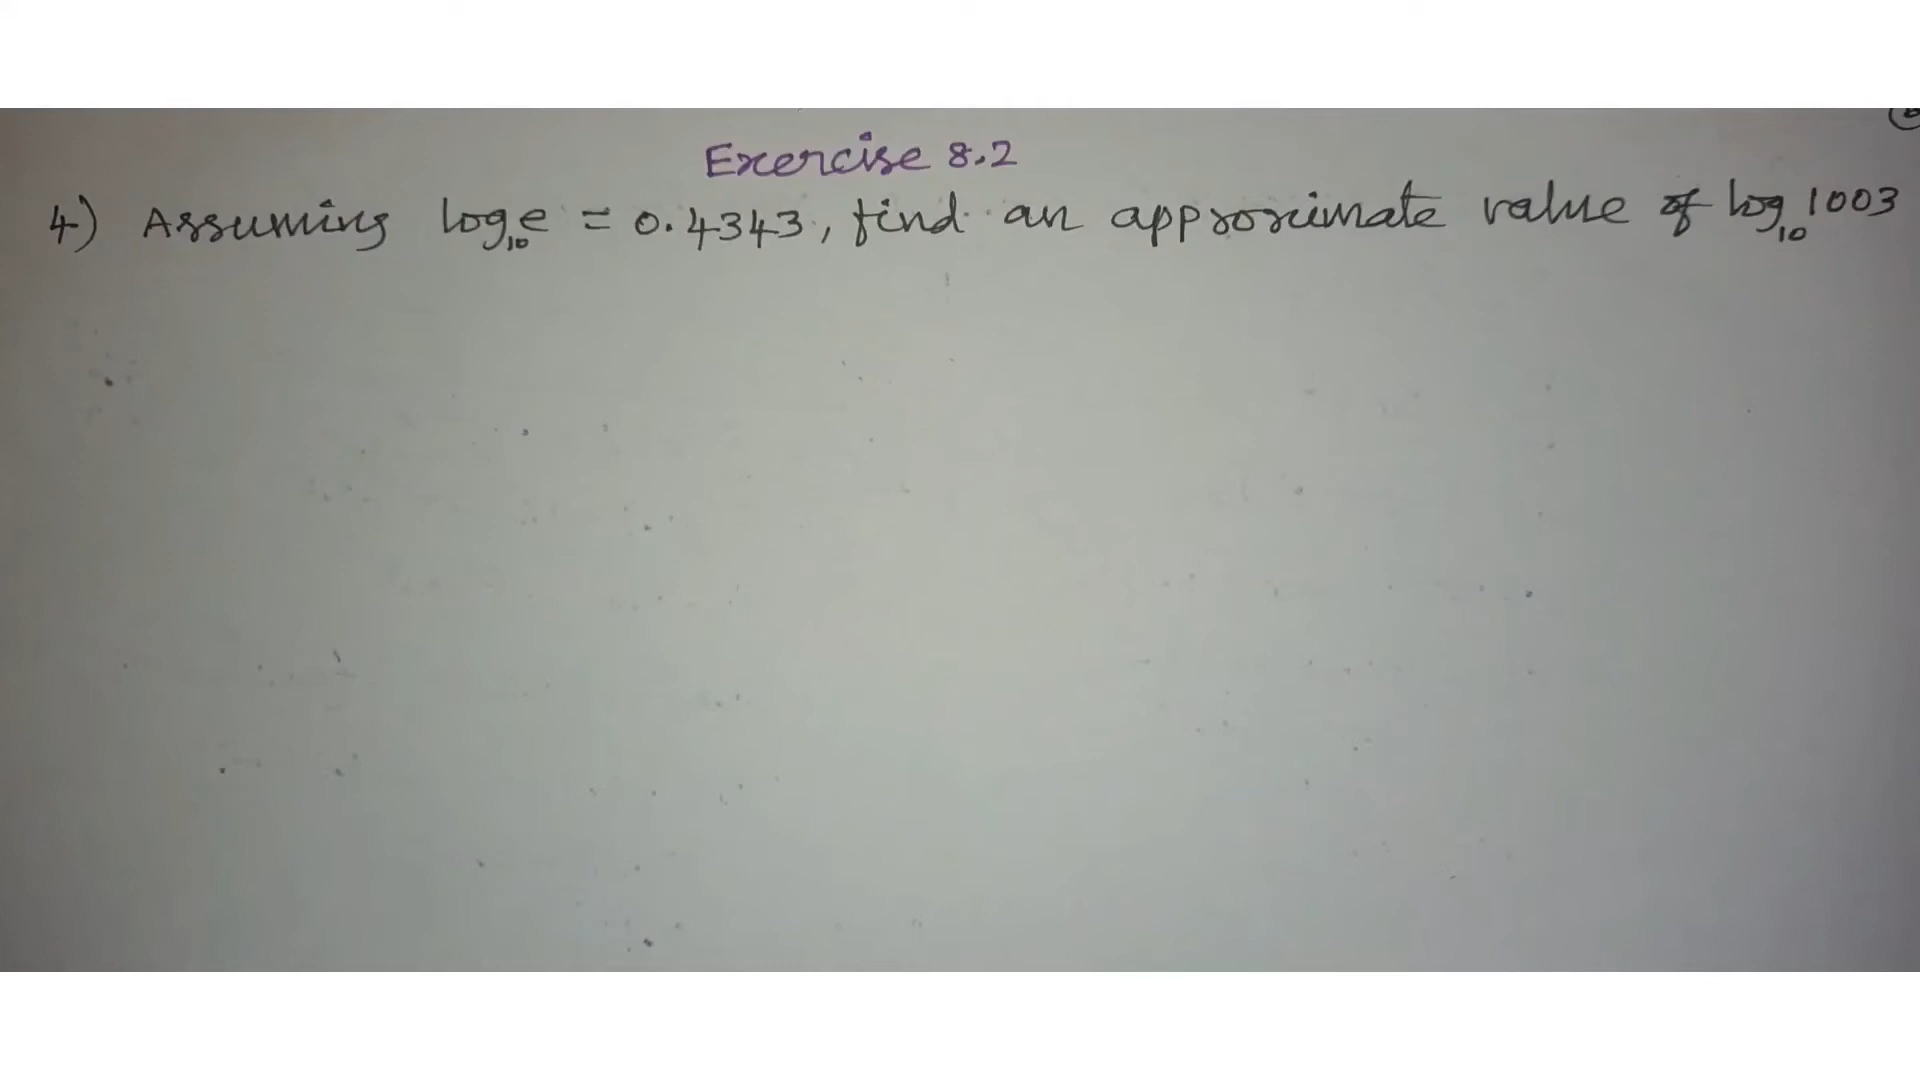 Exercise 8.2
4) Assuming log₁₀e = 0.4343, find an approximate value of log₁₀1003